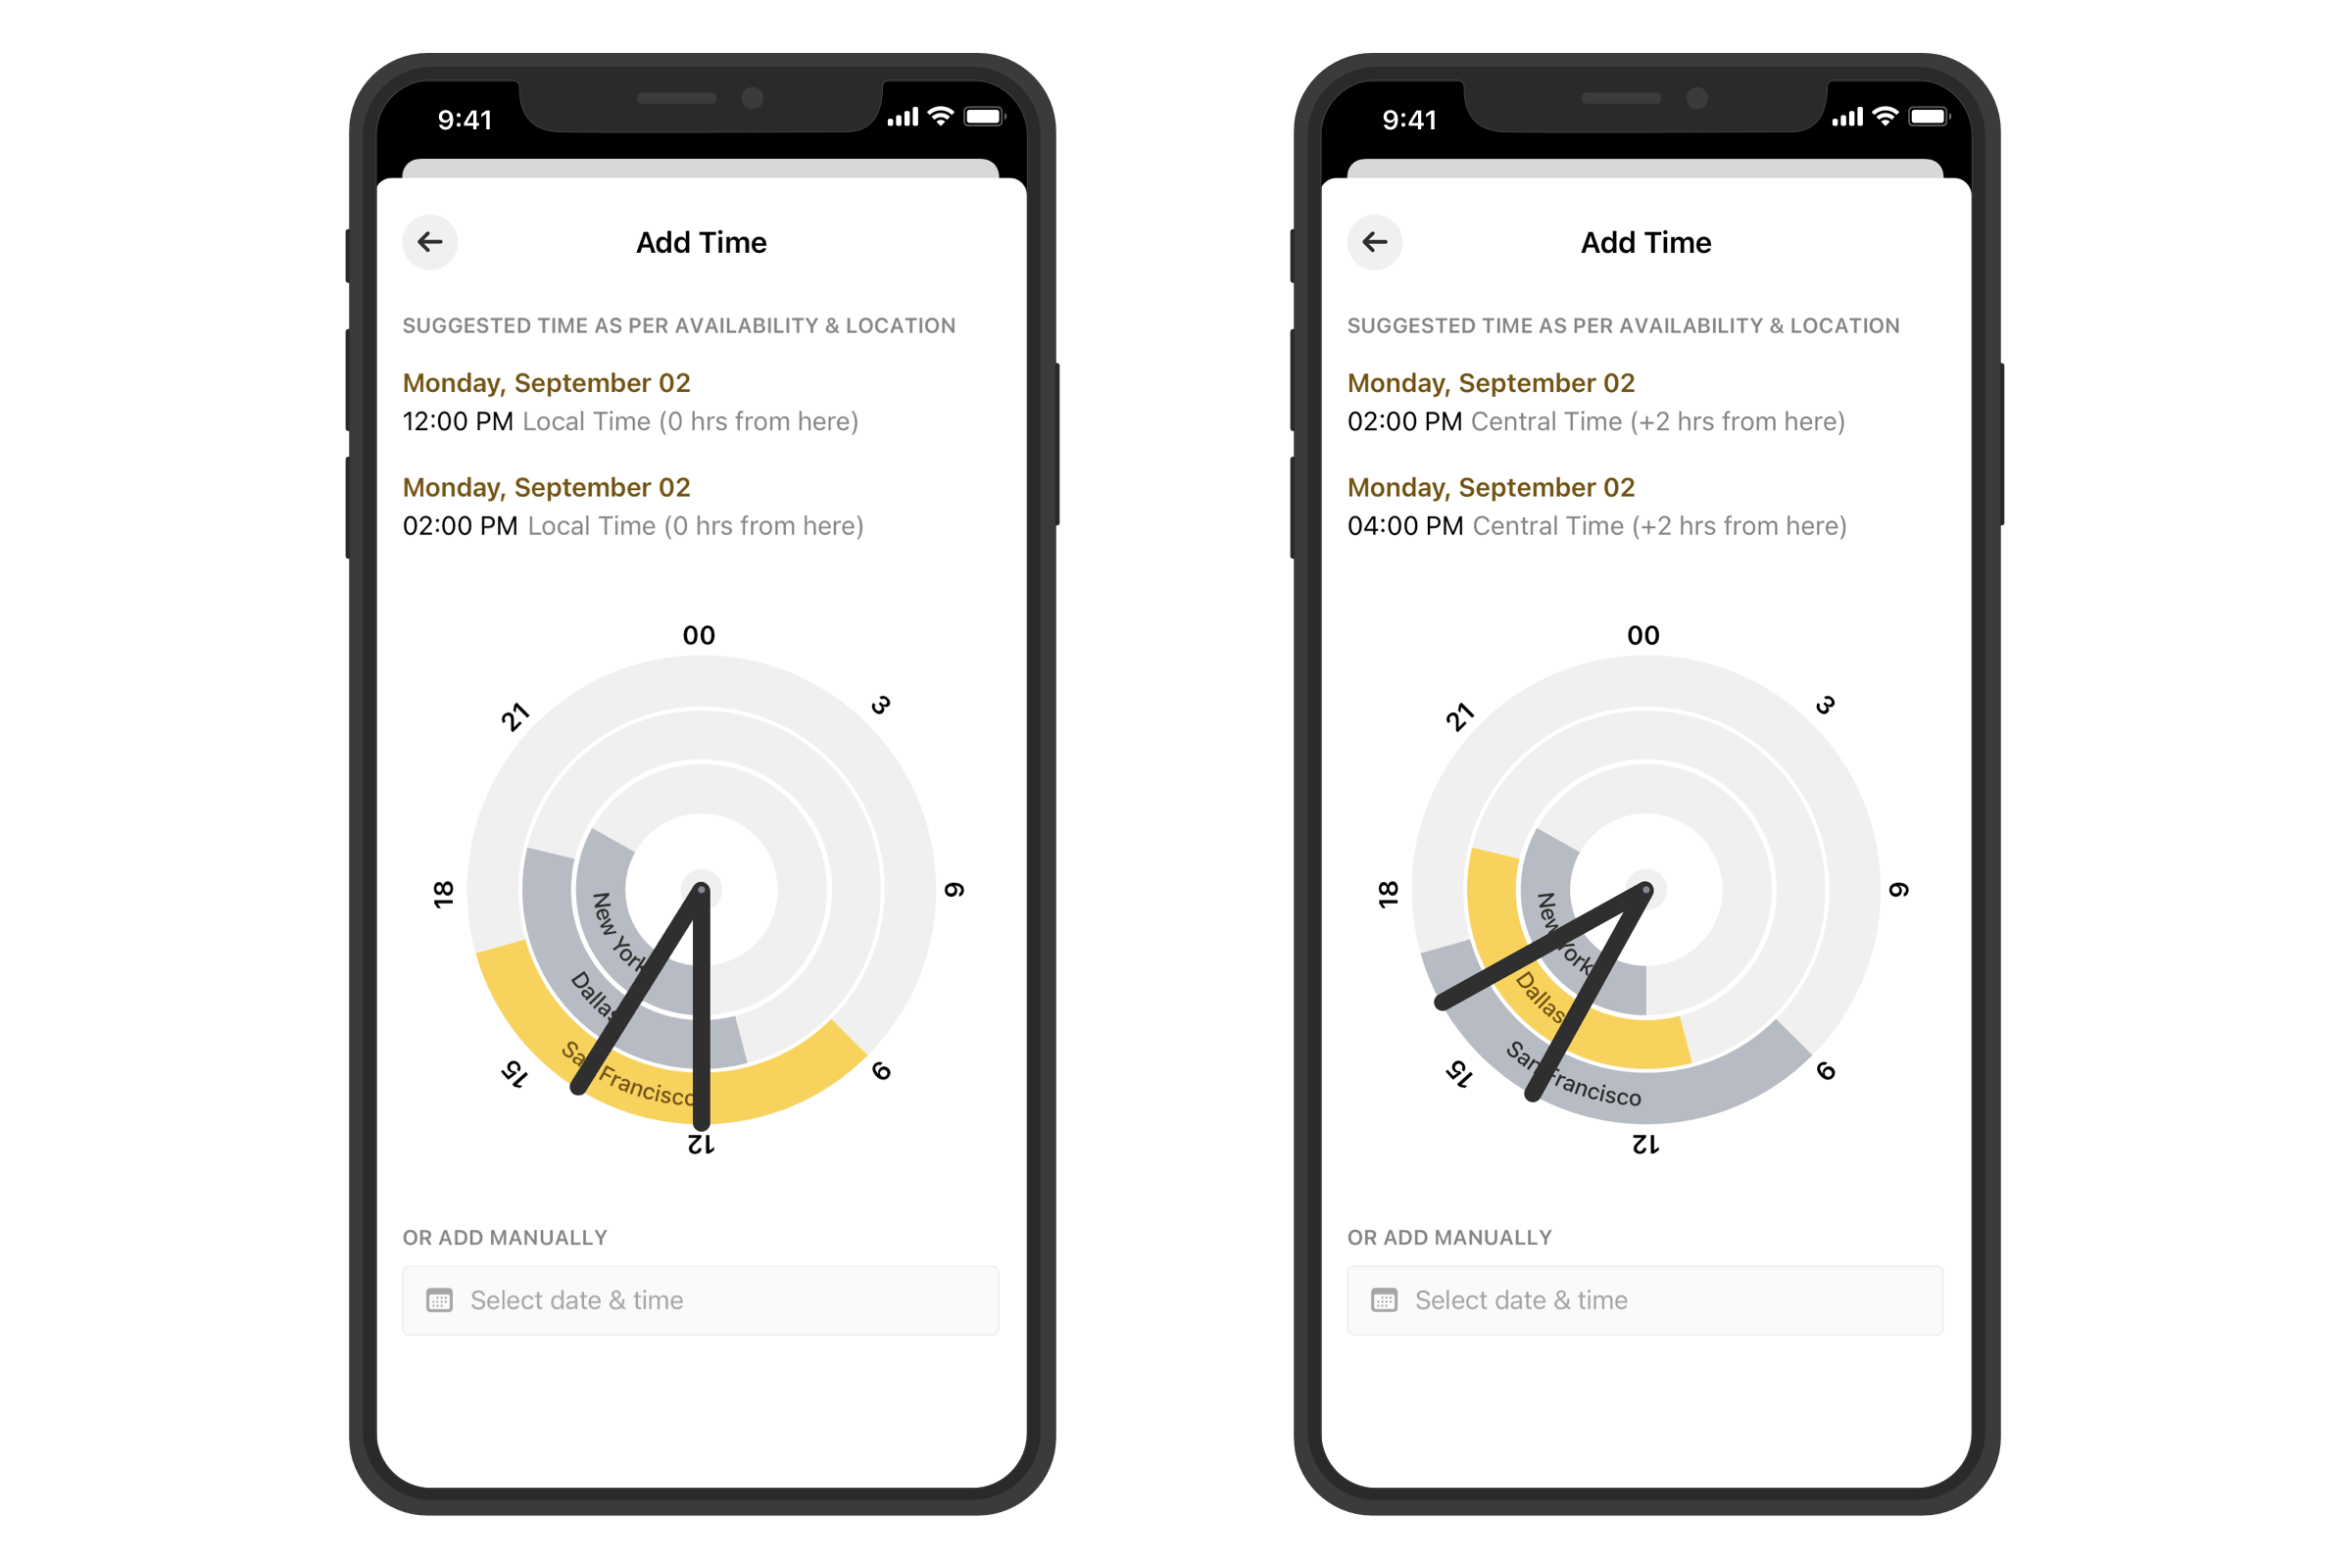 9:41
Add Time
SUGGESTED TIME AS PER AVAILABILITY & LOCATION
Monday, September 02
12:00 PM Local Time (0 hrs from here)
Monday, September 02
02:00 PM Local Time (0 hrs from here)
00
3
6
9
12
15
18
21
New York
Dallas
San Francisco
OR ADD MANUALLY
Select date & time
9:41
Add Time
SUGGESTED TIME AS PER AVAILABILITY & LOCATION
Monday, September 02
02:00 PM Central Time (+2 hrs from here)
Monday, September 02
04:00 PM Central Time (+2 hrs from here)
00
3
6
9
12
15
18
21
New York
Dallas
San Francisco
OR ADD MANUALLY
Select date & time